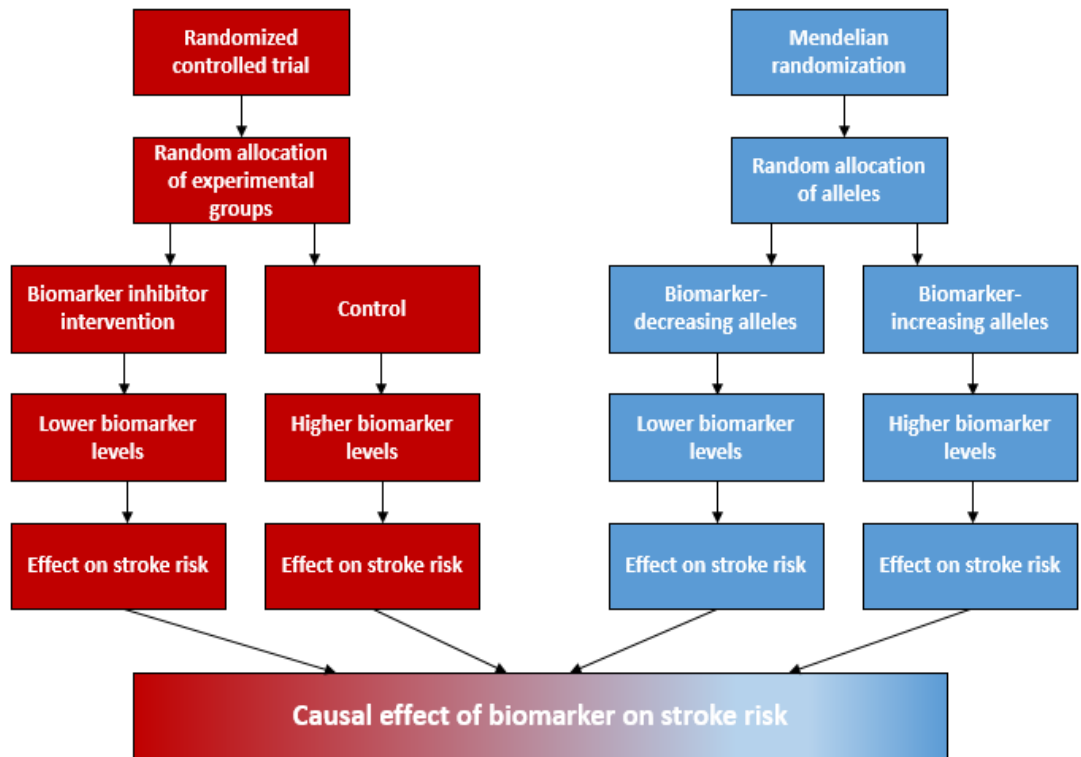 Randomized
controlled trial
Mendelian
randomization
Random allocation
of experimental
groups
Random allocation
of alleles
Biomarker inhibitor
intervention
Control
Biomarker-
decreasing alleles
Biomarker-
increasing alleles
Lower biomarker
levels
Higher biomarker
levels
Lower biomarker
levels
Higher biomarker
levels
Effect on stroke risk
Effect on stroke risk
Effect on stroke risk
Effect on stroke risk
Causal effect of biomarker on stroke risk